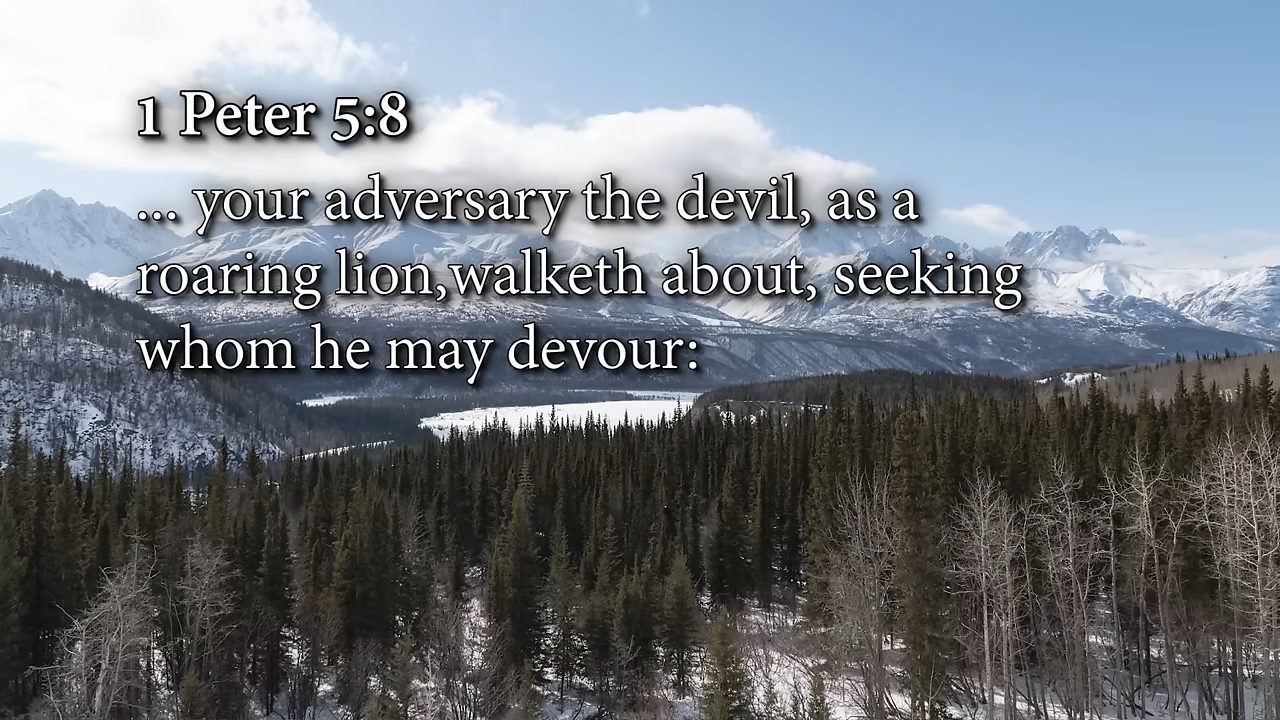 1 Peter 5:8
... your adversary the devil, as a
roaring lion,walketh about, seeking
whom he may devour: